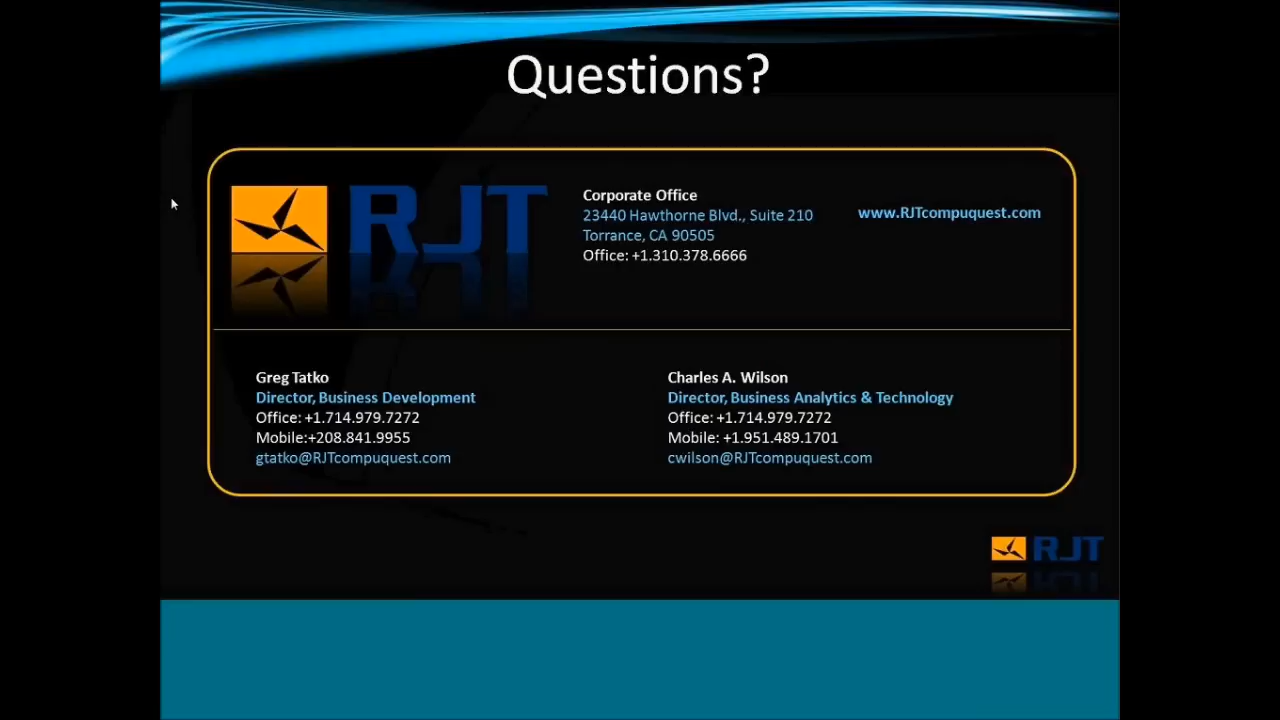 Questions?
RJT
Corporate Office
23440 Hawthorne Blvd., Suite 210
Torrance, CA 90505
Office: +1.310.378.6666
www.RJTcompuquest.com
Greg Tatko
Director, Business Development
Office: +1.714.979.7272
Mobile:+208.841.9955
gtatko@RJTcompuquest.com
Charles A. Wilson
Director, Business Analytics & Technology
Office: +1.714.979.7272
Mobile: +1.951.489.1701
cwilson@RJTcompuquest.com
RJT